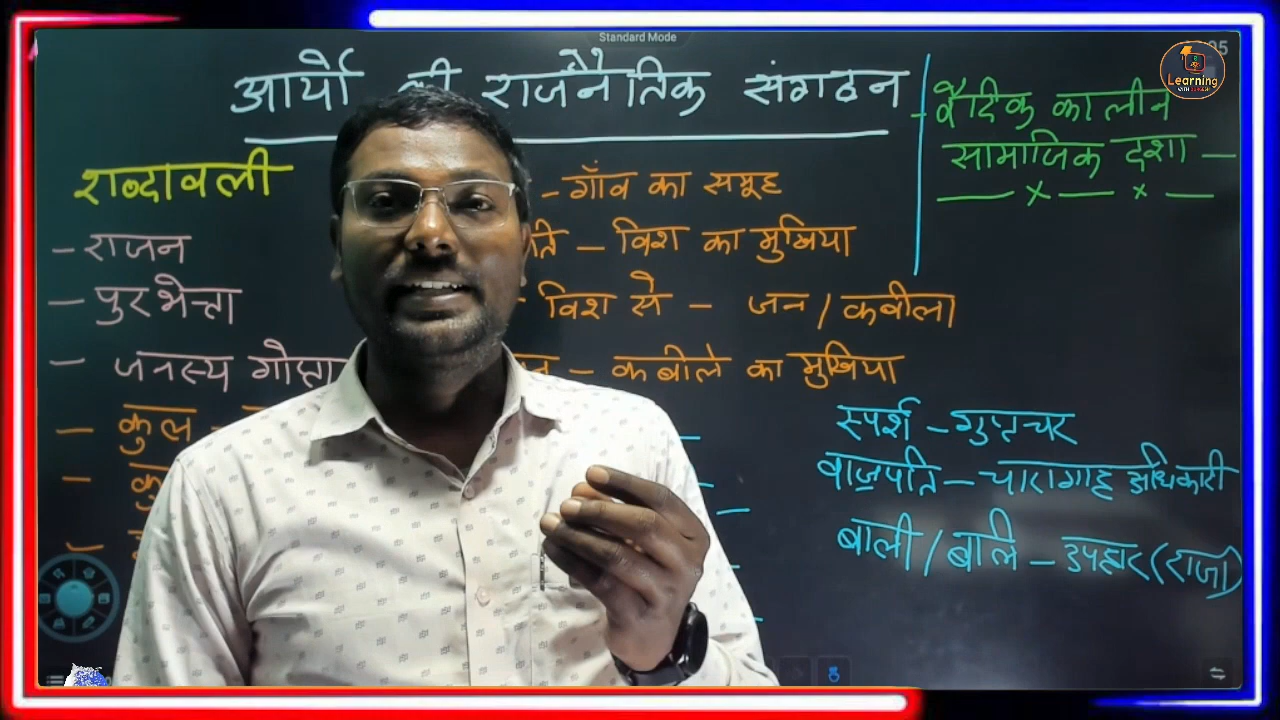 Standard Mode
आर्यो की राजनैतिक संगठन
शब्दावली
- राजन
- पुरभेत्ता
- जनस्य गोप्ता
- कुल -
- गाँव का समूह
ति - विश का मुखिया
विश से - जन / कबीला
न - कबीले का मुखिया
वैदिक कालीन
सामाजिक दशा -
स्पर्श - गुप्तचर
वाजपति - चारागाह अधिकारी
बाली / बलि - उपहार (राजा)
Learning